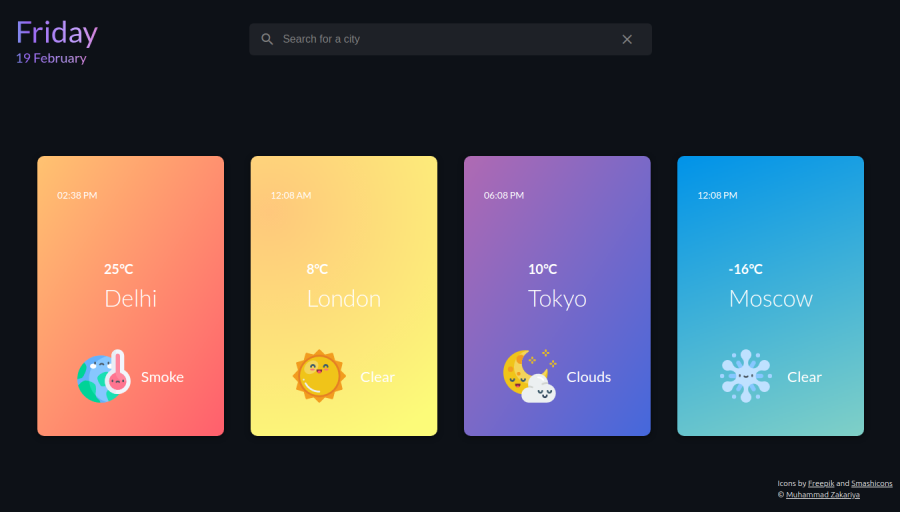 Friday
19 February
Search for a city
02:38 PM
25°C
Delhi
Smoke
12:08 AM
8°C
London
Clear
06:08 PM
10°C
Tokyo
Clouds
12:08 PM
-16°C
Moscow
Clear
Icons by Freepik and Smashicons
© Muhammad Zakariya